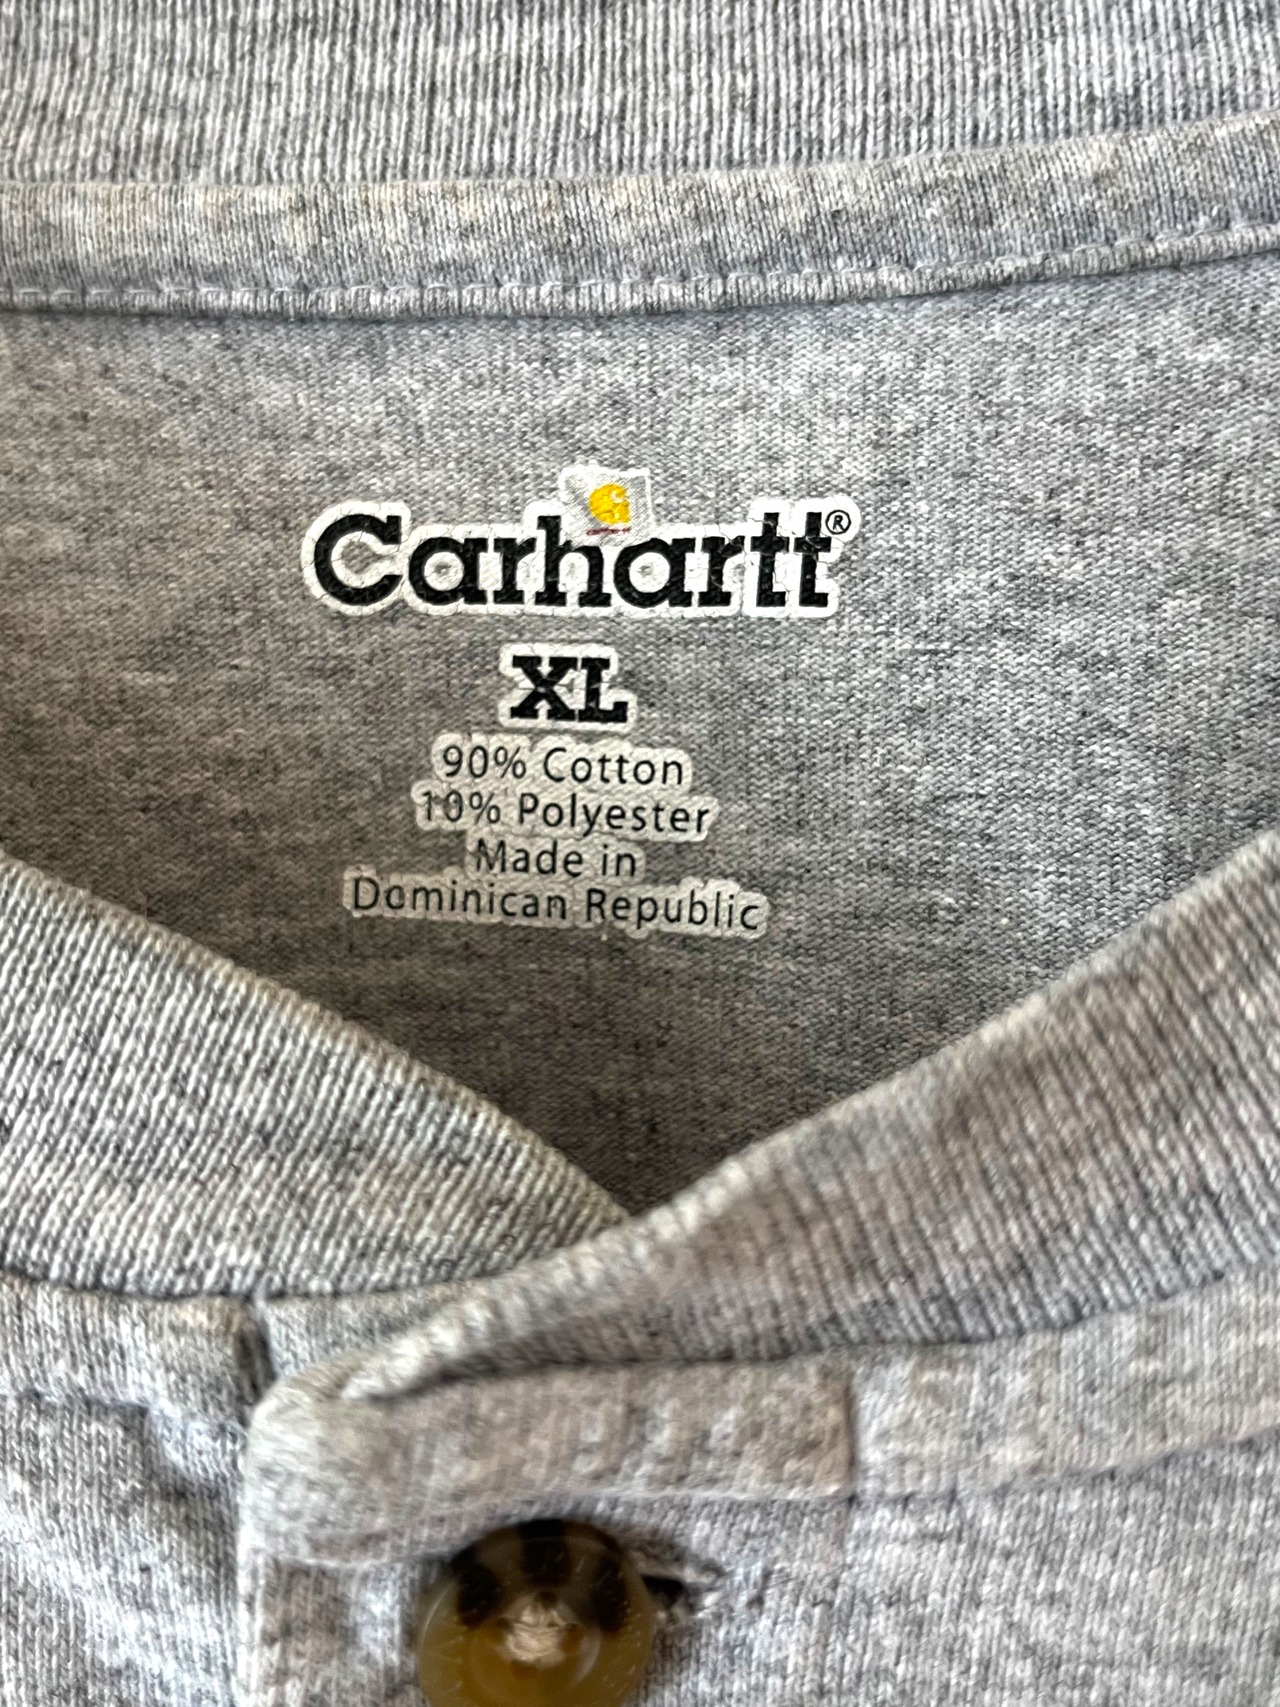 Carhartt®
XL
90% Cotton
10% Polyester
Made in
Dominican Republic